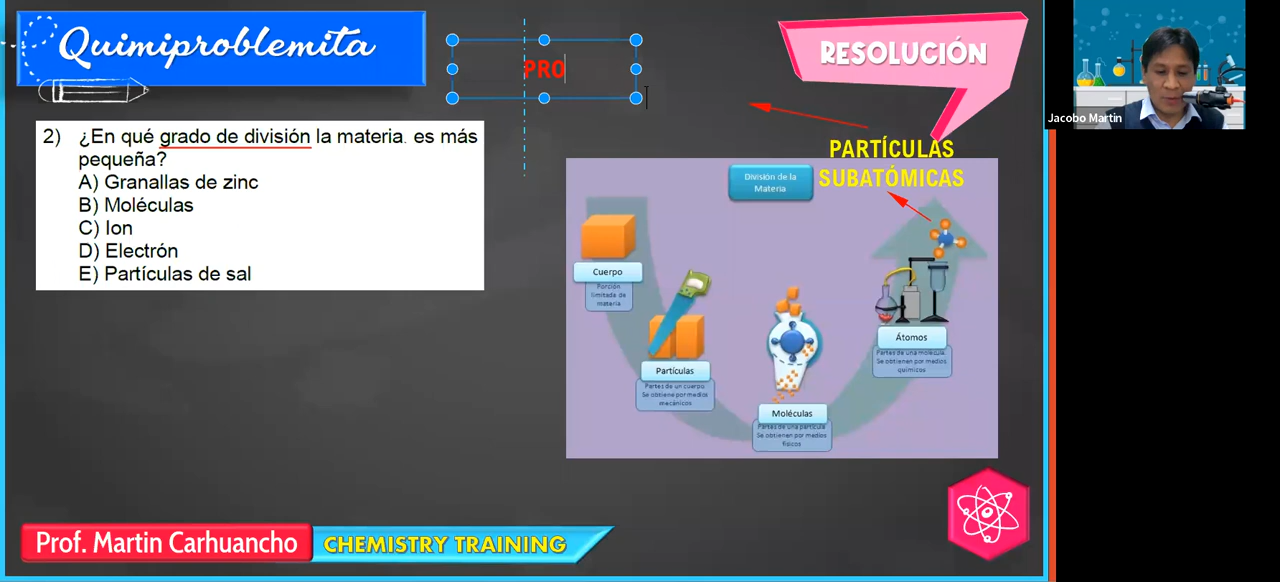 Quimiproblemita
PRO
RESOLUCIÓN
Jacobo Martin
2) ¿En qué grado de división la materia. es más
pequeña?
A) Granallas de zinc
B) Moléculas
C) Ion
D) Electrón
E) Partículas de sal
PARTÍCULAS
SUBATÓMICAS
División de la
Materia
Cuerpo
Porción
limitada de
materia
Partículas
Partes de un cuerpo
Se obtiene por medios
mecánicos
Moléculas
Partes de una partícula
Se obtienen por medios
físicos
Átomos
Partes de una molécula
Se obtienen por medios
químicos
Prof. Martin Carhuancho
CHEMISTRY TRAINING